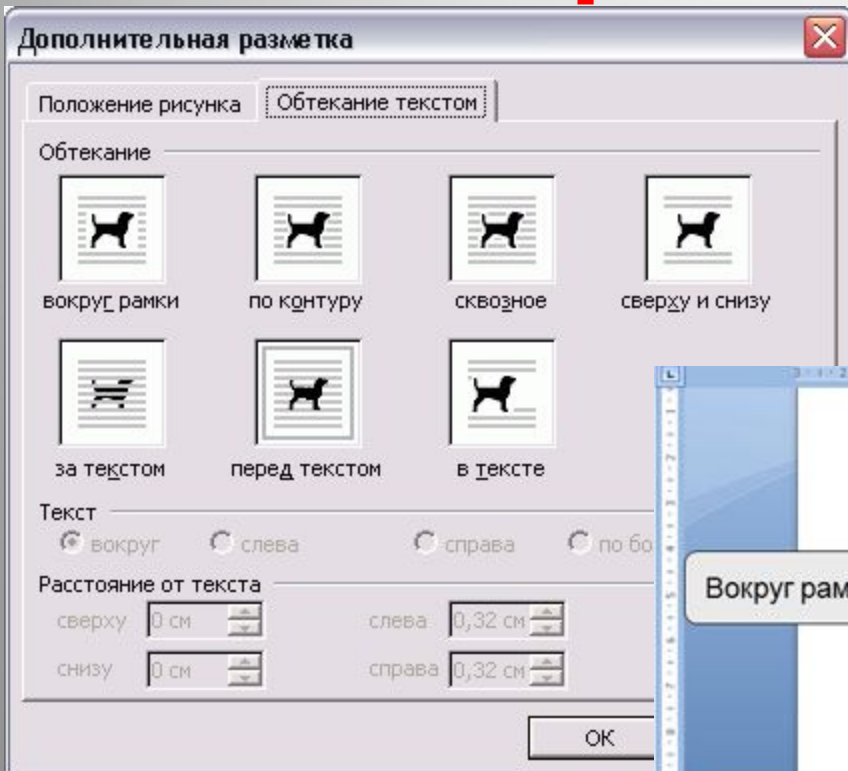 Дополнительная разметка
Положение рисунка Обтекание текстом
Обтекание
вокруг рамки по контуру сквозное сверху и снизу
за текстом перед текстом в тексте
Текст
вокруг слева справа по
Расстояние от текста
сверху 0 см слева 0,32 см
снизу 0 см справа 0,32 см
ОК
Вокруг